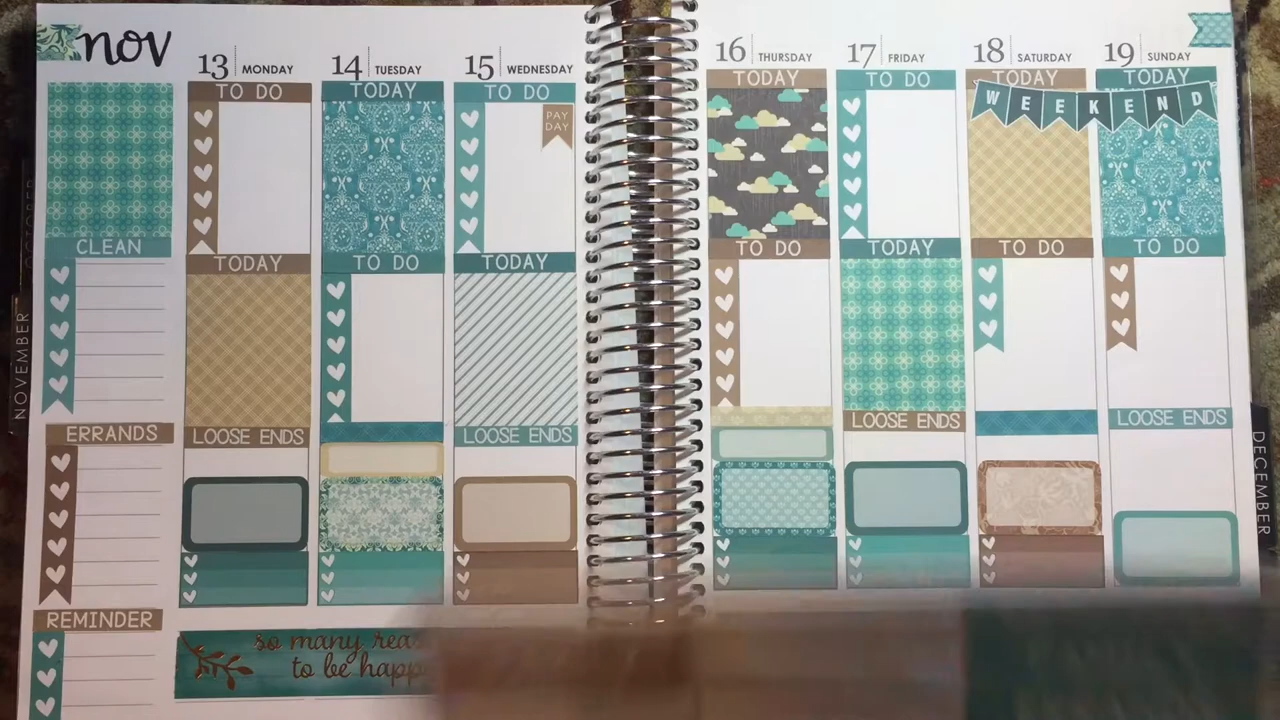 nov
13 MONDAY
14 TUESDAY
15 WEDNESDAY
16 THURSDAY
17 FRIDAY
18 SATURDAY
19 SUNDAY
TO DO
TODAY
TO DO
TODAY
TO DO
TODAY
TODAY
WEEKEND
PAY
DAY
CLEAN
TODAY
TO DO
TODAY
TO DO
TODAY
TO DO
TO DO
ERRANDS
LOOSE ENDS
LOOSE ENDS
LOOSE ENDS
LOOSE ENDS
REMINDER
so many
to be
NOVEMBER
DECEMBER